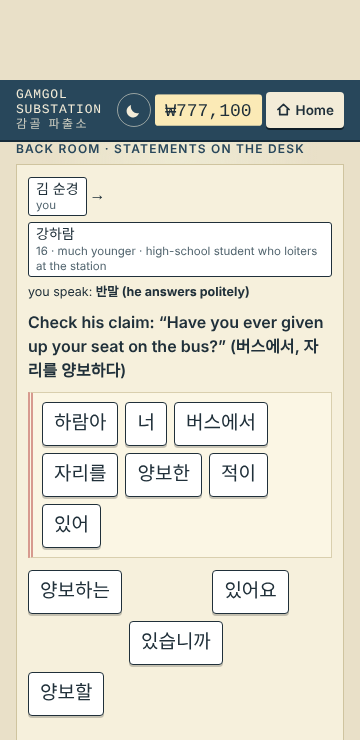 GAMGOL
SUBSTATION
감골 파출소
₩777,100
Home
BACK ROOM · STATEMENTS ON THE DESK
김 순경
you
→
강하람
16 · much younger · high-school student who loiters
at the station
you speak: 반말 (he answers politely)
Check his claim: “Have you ever given
up your seat on the bus?” (버스에서, 자
리를 양보하다)
하람아 너 버스에서
자리를 양보한 적이
있어
양보하는 있어요
있습니까
양보할